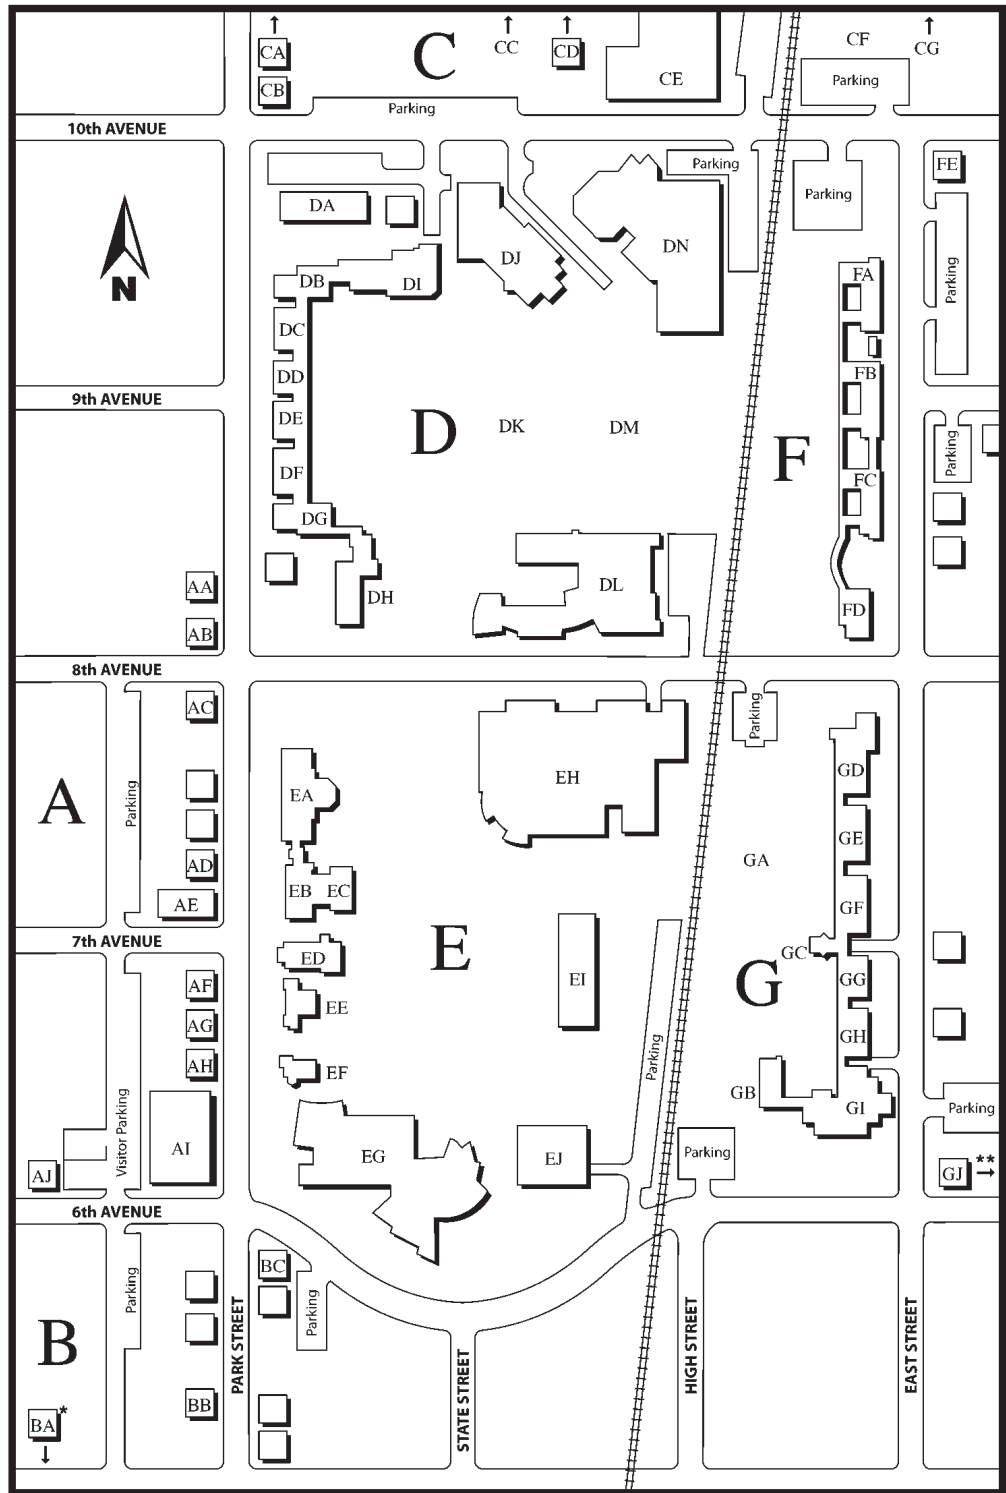 C
CA
CB
CC
CD
CE
CF
CG
Parking
Parking
10th AVENUE
N
DA
DJ
DN
Parking
Parking
FE
Parking
DB
DI
DC
DD
DE
DF
DG
DH
FA
FB
FC
FD
9th AVENUE
D
DK
DM
F
Parking
DL
AA
AB
8th AVENUE
AC
A
Parking
AD
AE
EA
EB
EC
EH
Parking
GA
GD
GE
GF
7th AVENUE
ED
E
EI
EE
EF
Parking
G
GC
GG
GH
GB
GI
AF
AG
AH
Visitor Parking
AI
AJ
EG
EJ
Parking
Parking
GJ
**
6th AVENUE
B
Parking
BC
Parking
BB
BA
*
PARK STREET
STATE STREET
HIGH STREET
EAST STREET